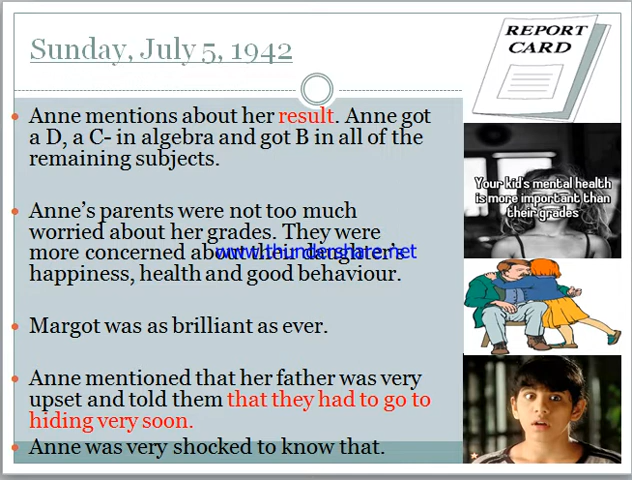 Sunday, July 5, 1942
REPORT
CARD
Anne mentions about her result. Anne got
a D, a C- in algebra and got B in all of the
remaining subjects.
Anne's parents were not too much
worried about her grades. They were
more concerned about their daughter's
www.thundershare.net
happiness, health and good behaviour.
Margot was as brilliant as ever.
Anne mentioned that her father was very
upset and told them that they had to go to
hiding very soon.
Anne was very shocked to know that.
Your kid's mental health
is more important than
their grades